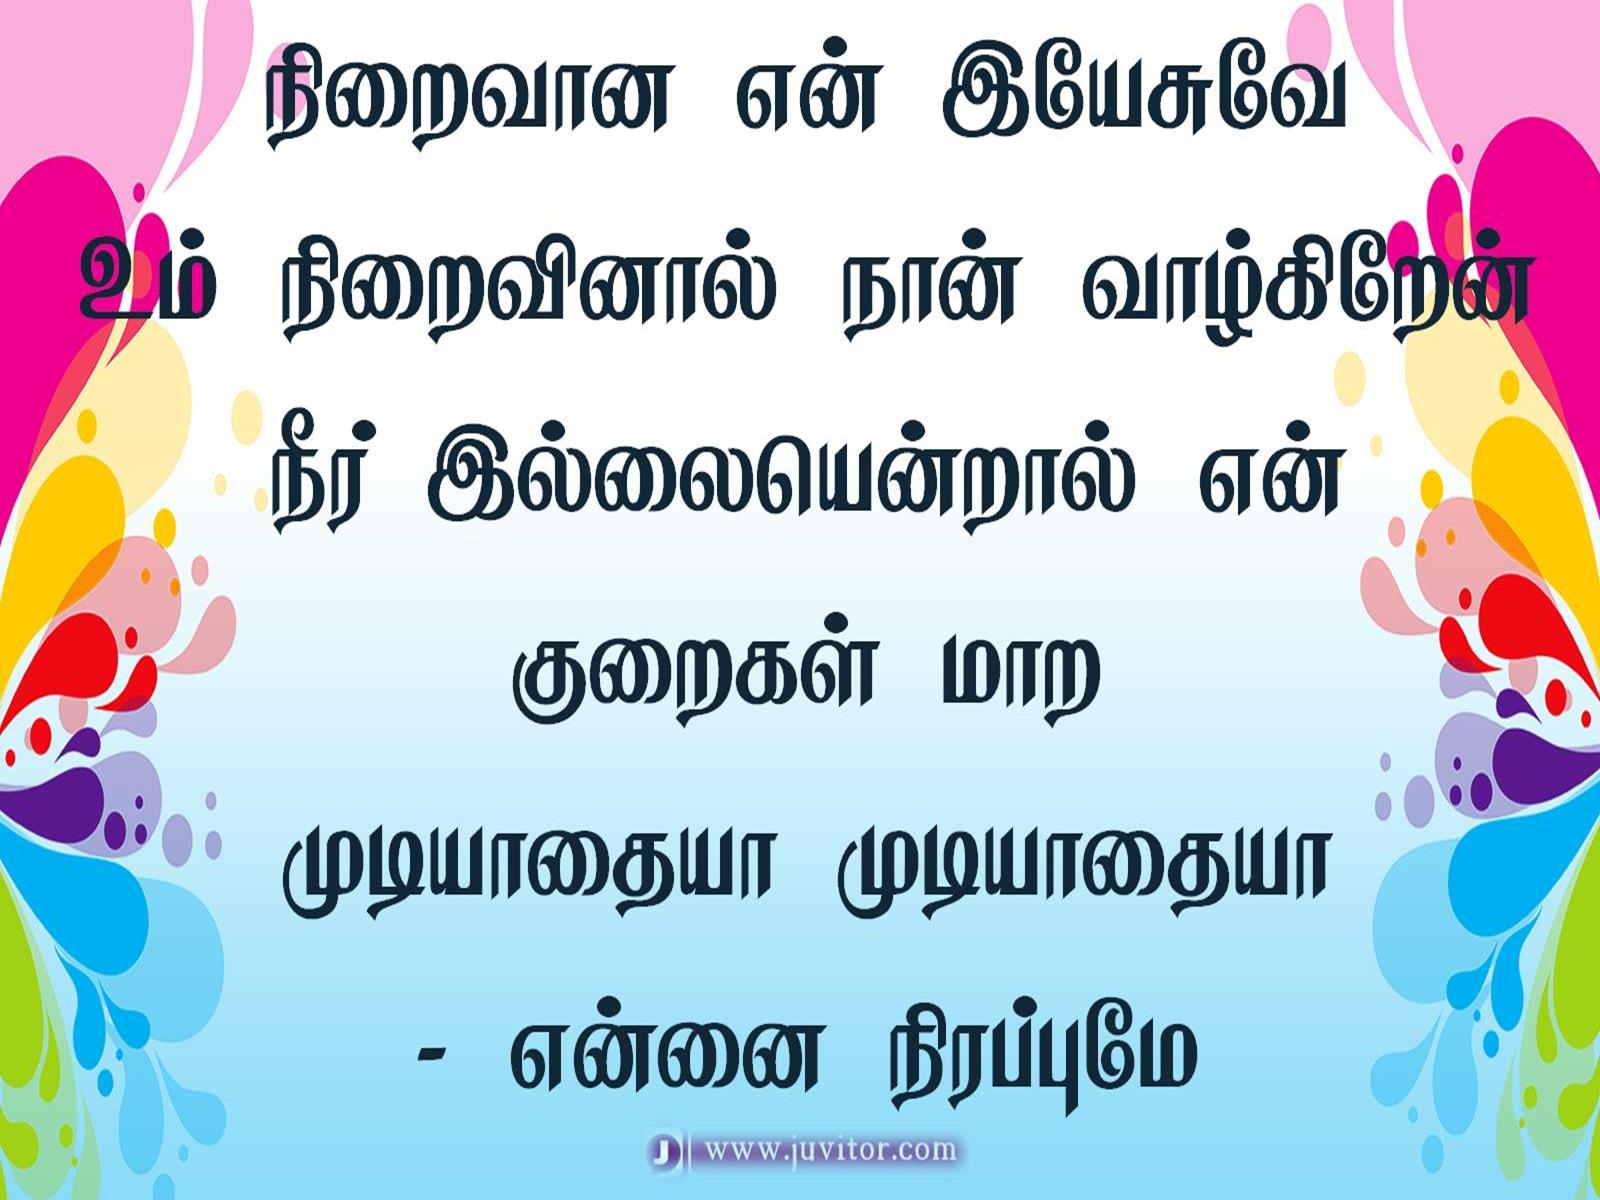 நிறைவான என் இயேசுவே
உம் நிறைவினால் நான் வாழ்கிறேன்
நீர் இல்லையென்றால் என்
குறைகள் மாற
முடியாதையா முடியாதையா
- என்னை நிரப்புமே
J www.juvitor.com